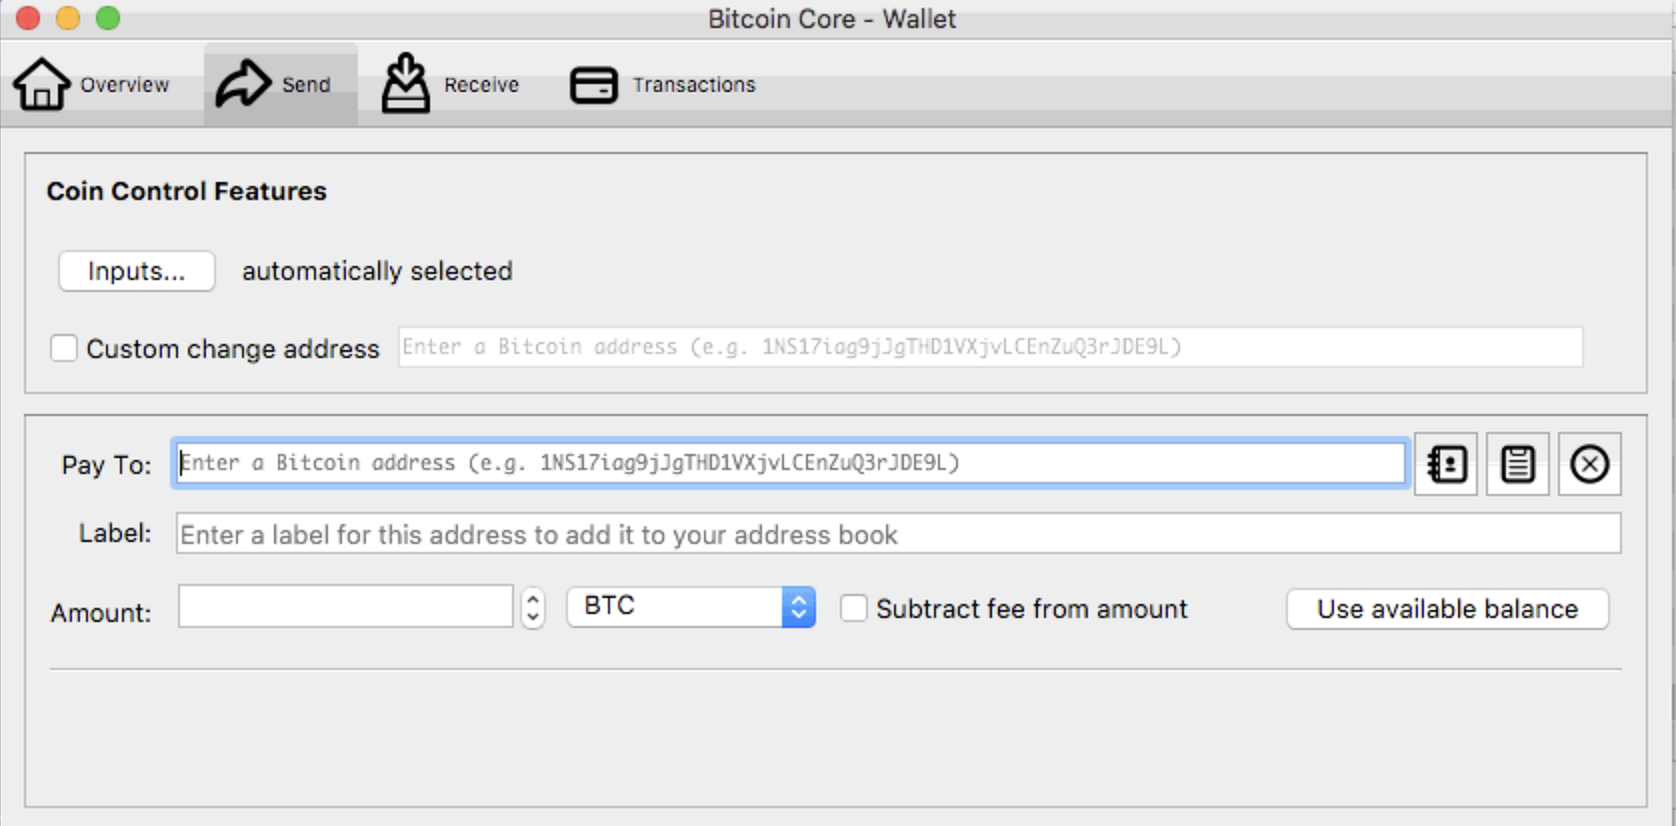 Bitcoin Core - Wallet
Overview Send Receive Transactions
Coin Control Features
Inputs... automatically selected
Custom change address Enter a Bitcoin address (e.g. 1NS17iag9jJgTHD1VXjvLCEnZuQ3rJDE9L)
Pay To: Enter a Bitcoin address (e.g. 1NS17iag9jJgTHD1VXjvLCEnZuQ3rJDE9L)
Label: Enter a label for this address to add it to your address book
Amount: BTC Subtract fee from amount Use available balance